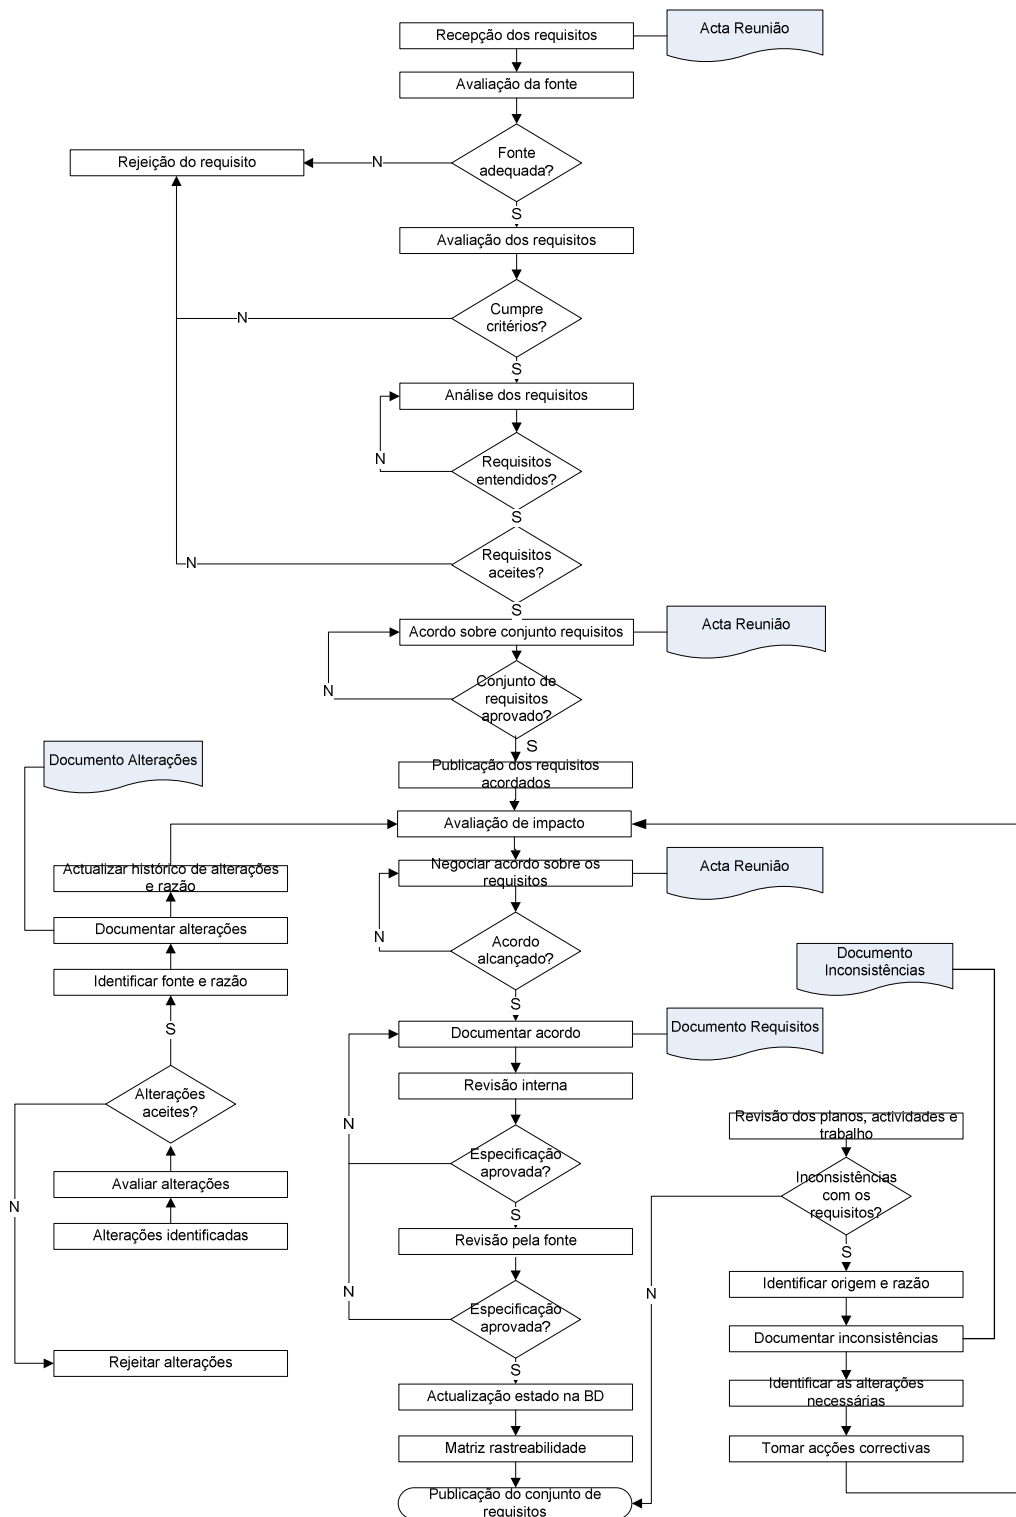 Recepção dos requisitos
Acta Reunião
Avaliação da fonte
Fonte
adequada?
N
Rejeição do requisito
S
Avaliação dos requisitos
Cumpre
critérios?
N
S
Análise dos requisitos
N
Requisitos
entendidos?
S
Requisitos
aceites?
N
S
Acordo sobre conjunto requisitos
Acta Reunião
N
Conjunto de
requisitos
aprovado?
S
Documento Alterações
Publicação dos requisitos
acordados
Avaliação de impacto
Actualizar histórico de alterações
e razão
Negociar acordo sobre os
requisitos
Acta Reunião
Documentar alterações
N
Acordo
alcançado?
Documento
Inconsistências
Identificar fonte e razão
S
S
Documentar acordo
Documento Requisitos
Revisão interna
Alterações
aceites?
N
Revisão dos planos, actividades e
trabalho
Especificação
aprovada?
Inconsistências
com os
requisitos?
Avaliar alterações
N
S
Alterações identificadas
Revisão pela fonte
S
Identificar origem e razão
N
N
Especificação
aprovada?
Documentar inconsistências
Rejeitar alterações
S
Identificar as alterações
necessárias
Actualização estado na BD
Matriz rastreabilidade
Tomar acções correctivas
Publicação do conjunto de
requisitos